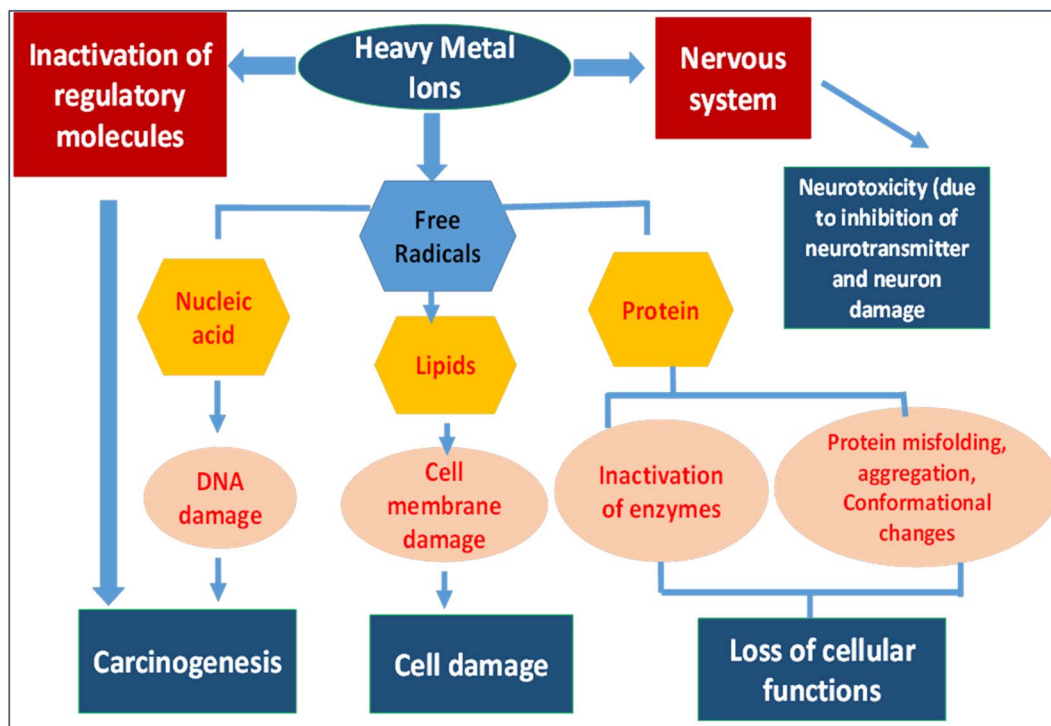 Inactivation of
regulatory
molecules
Heavy Metal
Ions
Nervous
system
Neurotoxicity (due
to inhibition of
neurotransmitter
and neuron
damage
Free
Radicals
Nucleic
acid
Lipids
Protein
DNA
damage
Cell
membrane
damage
Inactivation
of enzymes
Protein misfolding,
aggregation,
Conformational
changes
Carcinogenesis
Cell damage
Loss of cellular
functions